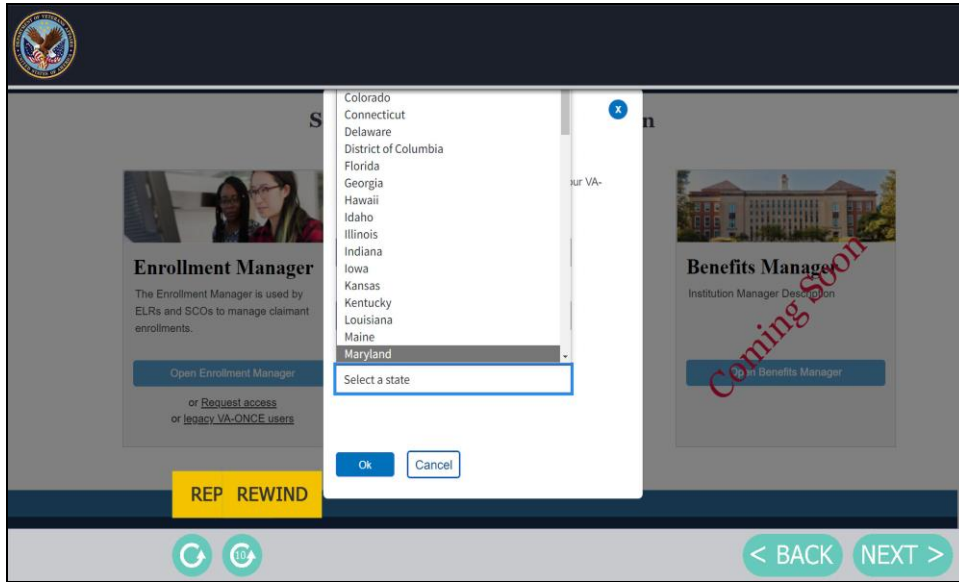 S
n
x
Colorado
Connecticut
Delaware
District of Columbia
Florida
Georgia
Hawaii
Idaho
Illinois
Indiana
Iowa
Kansas
Kentucky
Louisiana
Maine
Maryland
our VA-
Select a state
Ok
Cancel
Enrollment Manager
The Enrollment Manager is used by
ELRs and SCOs to manage claimant
enrollments.
Open Enrollment Manager
or Request access
or legacy VA-ONCE users
Benefits Manager
Institution Manager Description
Coming Soon
Open Benefits Manager
REP REWIND
10
< BACK
NEXT >